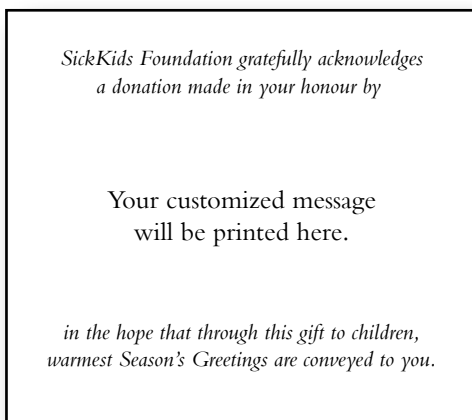 SickKids Foundation gratefully acknowledges
a donation made in your honour by
Your customized message
will be printed here.
in the hope that through this gift to children,
warmest Season's Greetings are conveyed to you.